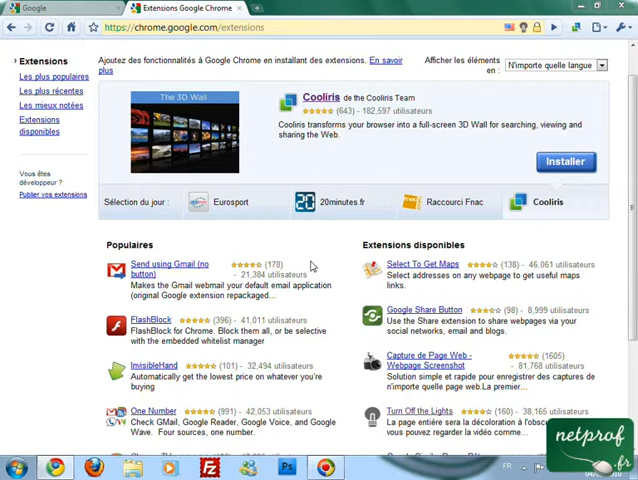 Google
Extensions Google Chrome
https://chrome.google.com/extensions
Extensions
Les plus populaires
Les plus récentes
Les mieux notées
Extensions
disponibles
Vous êtes
développeur ?
Publier vos extensions
Ajoutez des fonctionnalités à Google Chrome en installant des extensions. En savoir
plus
Afficher les éléments
en :
N'importe quelle langue
The 3D Wall
Cooliris de the Cooliris Team
(643) - 182,597 utilisateurs
Cooliris transforms your browser into a full-screen 3D Wall for searching, viewing and
sharing the Web.
Installer
Sélection du jour :
Eurosport
20 20minutes.fr
Raccourci Fnac
Cooliris
Populaires
Send using Gmail (no
button)
(178)
- 21,384 utilisateurs
Makes the Gmail webmail your default email application
(original Google extension repackaged...
FlashBlock (396) - 41,011 utilisateurs
FlashBlock for Chrome. Block them all, or be selective
with the embedded whitelist manager
InvisibleHand (101) - 32,494 utilisateurs
Automatically get the lowest price on whatever you're
buying
One Number (991) - 42,053 utilisateurs
Check GMail, Google Reader, Google Voice, and Google
Wave. Four sources, one number.
Extensions disponibles
Select To Get Maps (138) - 46,061 utilisateurs
Select addresses on any webpage to get useful maps
links.
Google Share Button (98) - 8,999 utilisateurs
Use the Share extension to share webpages via your
social networks, email and blogs.
Capture de Page Web -
Webpage Screenshot
(1605)
- 81,768 utilisateurs
Solution simple et rapide pour enregistrer des captures de
n'importe quelle page web.La premier...
Turn Off the Lights (160) - 38,165 utilisateurs
La page entière sera la décoloration à l'obscu
vous pouvez regarder la vidéo comme...
netprof
.fr
Fz
Ps
FR